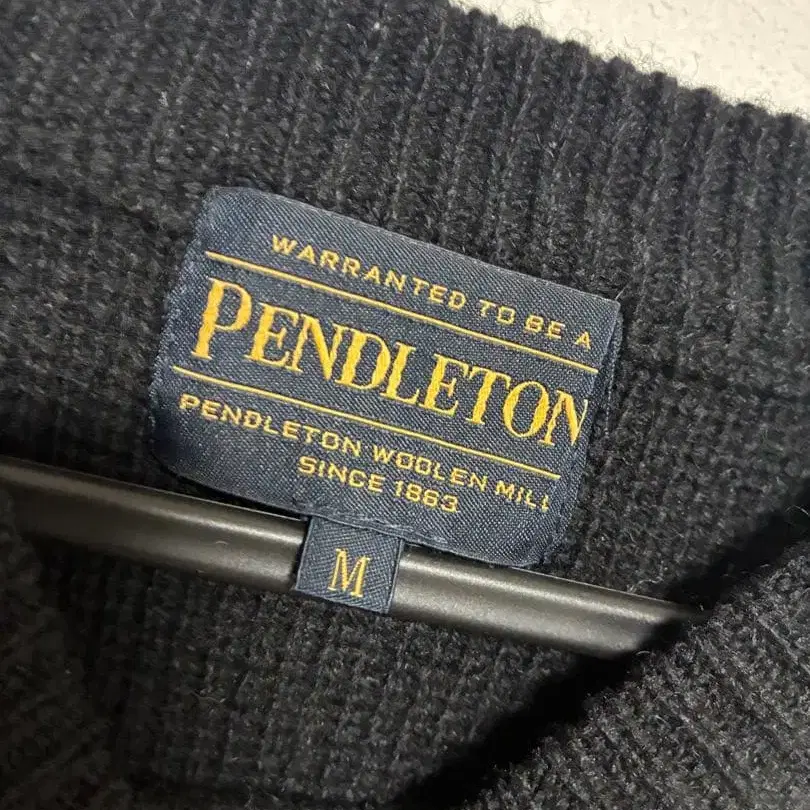 WARRANTED TO BE A
PENDLETON
PENDLETON WOOLEN MILL
SINCE 1863
M